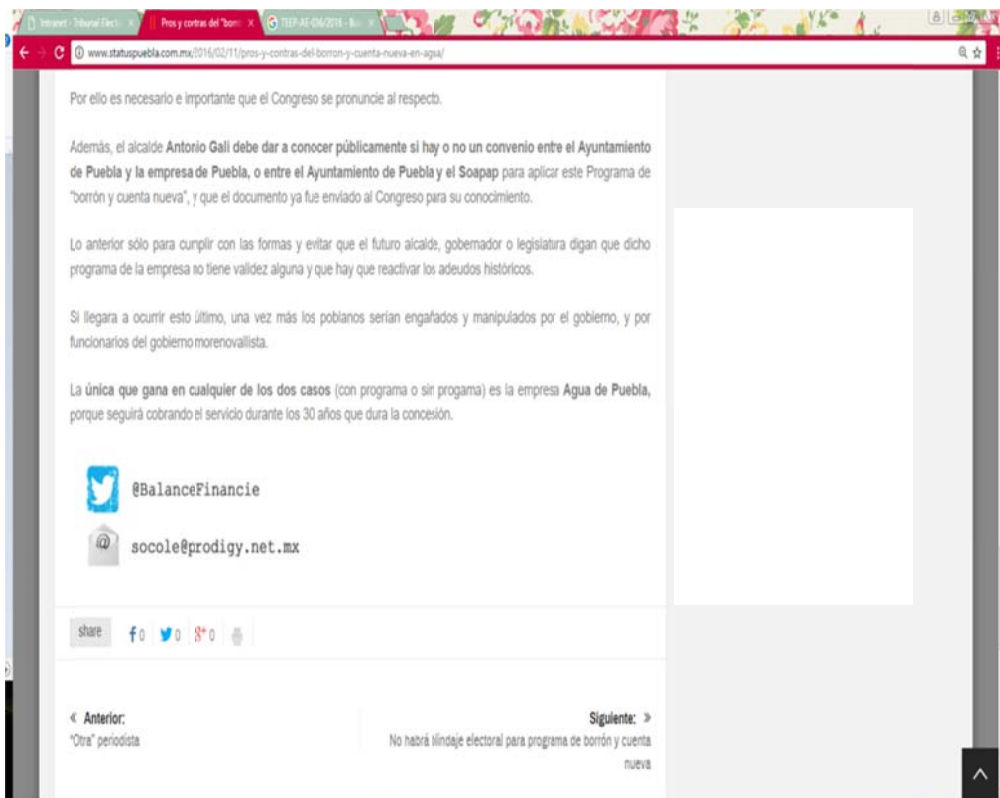 Intranet - Tribunal Electo
Pros y contras del "borro
TEEP-AE-036/2016 - Bus
www.statuspuebla.com.mx/2016/02/11/pros-y-contras-del-borron-y-cuenta-nueva-en-agua/
Por ello es necesario e importante que el Congreso se pronuncie al respecto.
Además, el alcalde Antonio Gali debe dar a conocer públicamente si hay o no un convenio entre el Ayuntamiento
de Puebla y la empresa de Puebla, o entre el Ayuntamiento de Puebla y el Soapap para aplicar este Programa de
"borrón y cuenta nueva", y que el documento ya fue enviado al Congreso para su conocimiento.
Lo anterior sólo para cumplir con las formas y evitar que el futuro alcalde, gobernador o legislatura digan que dicho
programa de la empresa no tiene validez alguna y que hay que reactivar los adeudos históricos.
Si llegara a ocurrir esto último, una vez más los poblanos serían engañados y manipulados por el gobierno, y por
funcionarios del gobierno morenovallista.
La única que gana en cualquier de los dos casos (con programa o sin progama) es la empresa Agua de Puebla,
porque seguirá cobrando el servicio durante los 30 años que dura la concesión.
@BalanceFinancie
socole@prodigy.net.mx
share f 0 0 g+ 0
« Anterior:
"Otra" periodista
Siguiente: »
No habrá blindaje electoral para programa de borrón y cuenta
nueva